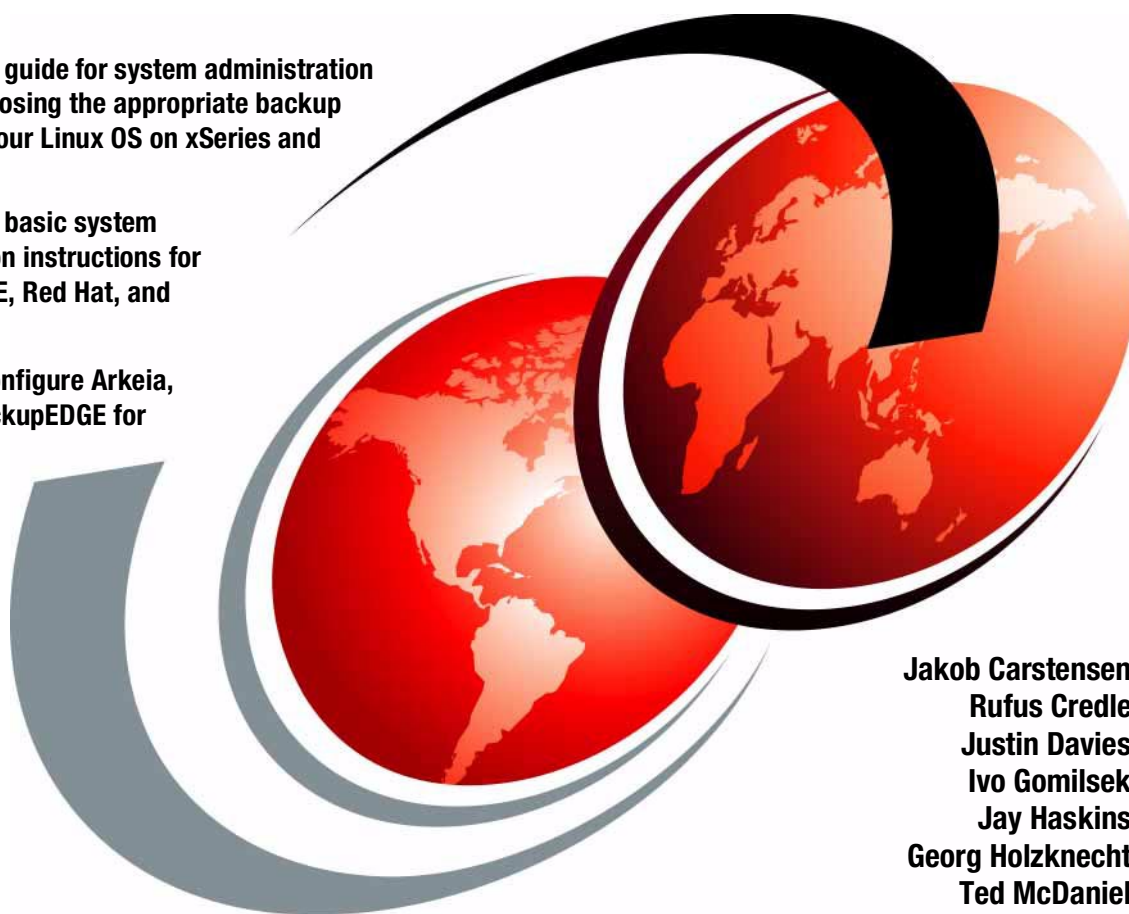 guide for system administration
osing the appropriate backup
our Linux OS on xSeries and
basic system
on instructions for
E, Red Hat, and
onfigure Arkeia,
ckupEDGE for
Jakob Carstensen
Rufus Credle
Justin Davies
Ivo Gomilsek
Jay Haskins
Georg Holzknecht
Ted McDaniel